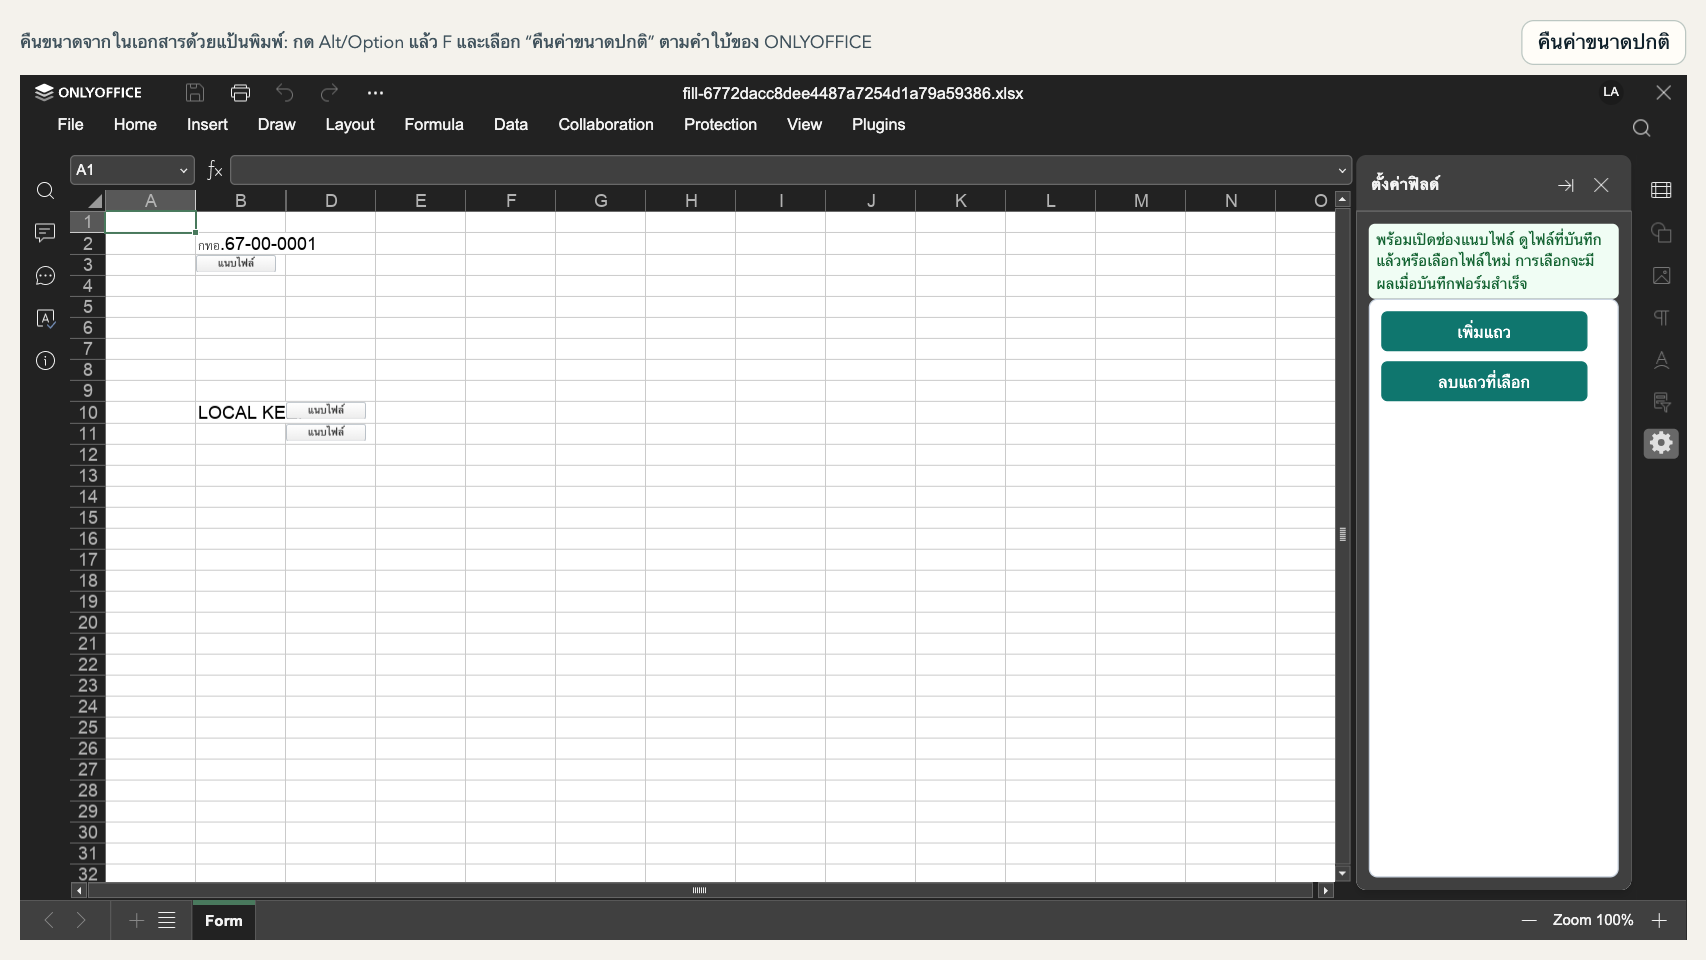 คืนขนาดจากในเอกสารด้วยแป้นพิมพ์: กด Alt/Option แล้ว F และเลือก “คืนค่าขนาดปกติ” ตามคำใบ้ของ ONLYOFFICE
คืนค่าขนาดปกติ
ONLYOFFICE
fill-6772dacc8dee4487a7254d1a79a59386.xlsx
LA
File Home Insert Draw Layout Formula Data Collaboration Protection View Plugins
A1
fx
ตั้งค่าฟิลด์
A B C D E F G H I J K L M N O
1
2 กทอ.67-00-0001
3 แนบไฟล์
4
5
6
7
8
9
10 LOCAL KE แนบไฟล์
11 แนบไฟล์
12
13
14
15
16
17
18
19
20
21
22
23
24
25
26
27
28
29
30
31
32
พร้อมเปิดช่องแนบไฟล์ ดูไฟล์ที่บันทึก
แล้วหรือเลือกไฟล์ใหม่ การเลือกจะมี
ผลเมื่อบันทึกฟอร์มสำเร็จ
เพิ่มแถว
ลบแถวที่เลือก
Form
Zoom 100%